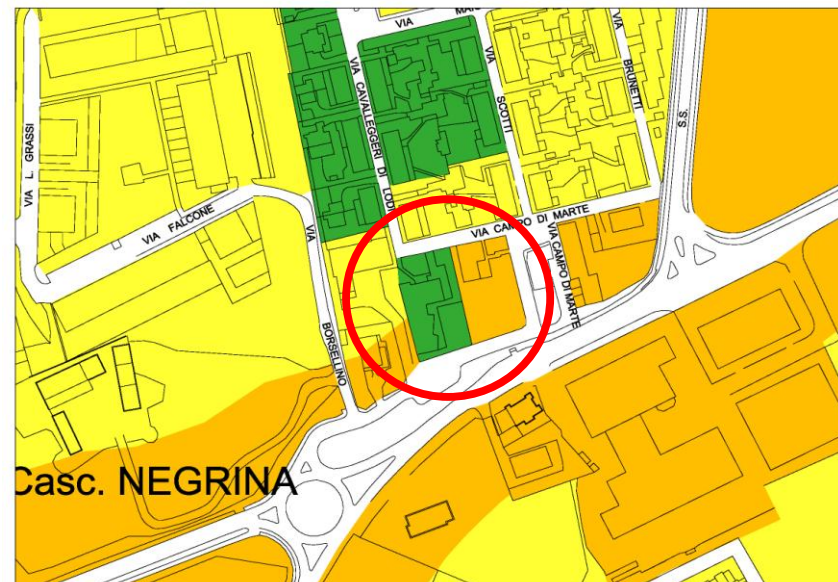 VIA
VIA
VIA CAVALLEGGERI DI LODI
SCOTTI
BRUNETTI
S.S.
VIA L. GRASSI
VIA FALCONE
VIA
BORSELLINO
VIA CAMPO DI MARTE
VIA CAMPO DI MARTE
Casc. NEGRINA